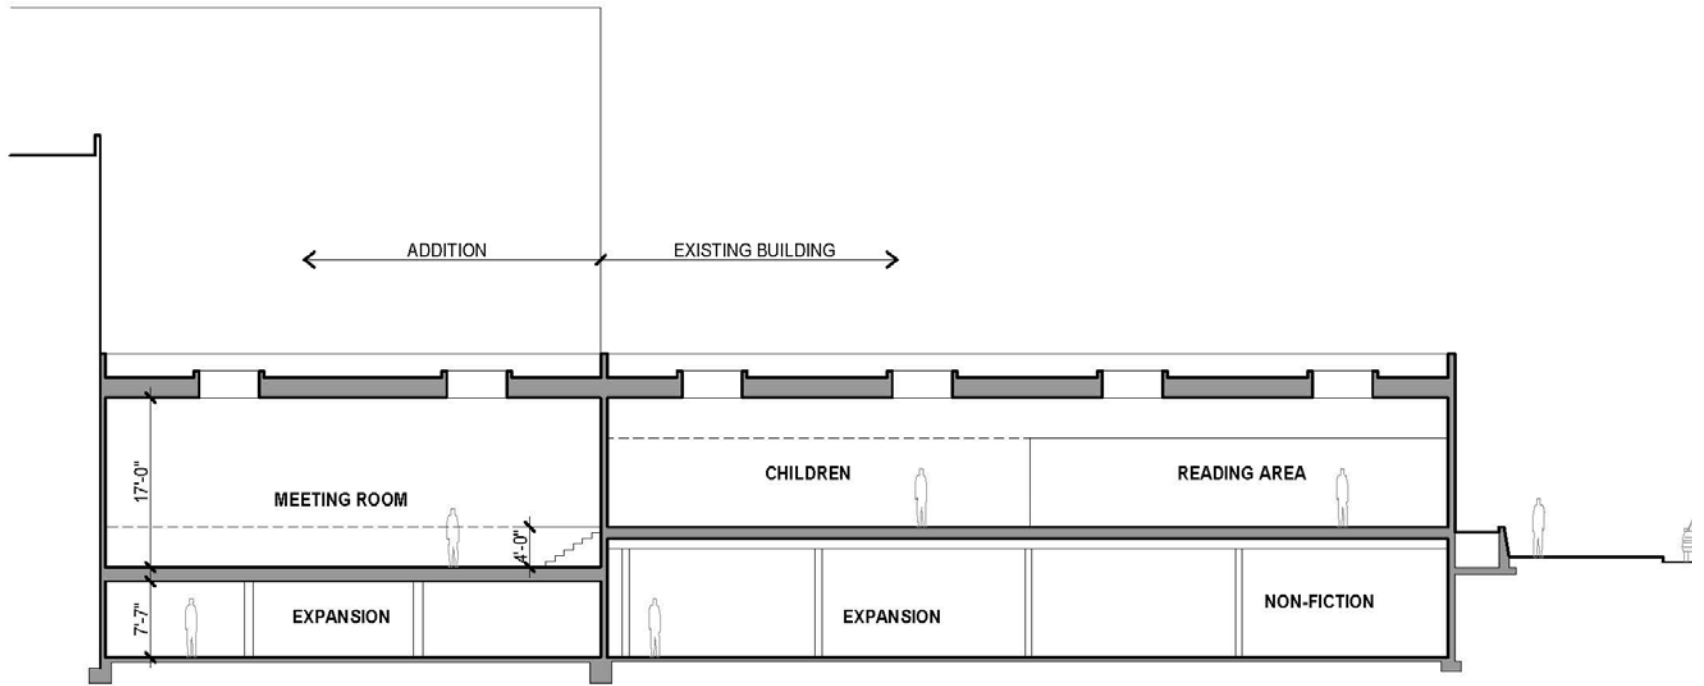 ADDITION
EXISTING BUILDING
17'-0"
MEETING ROOM
CHILDREN
READING AREA
4'-0"
7'-7"
EXPANSION
EXPANSION
NON-FICTION